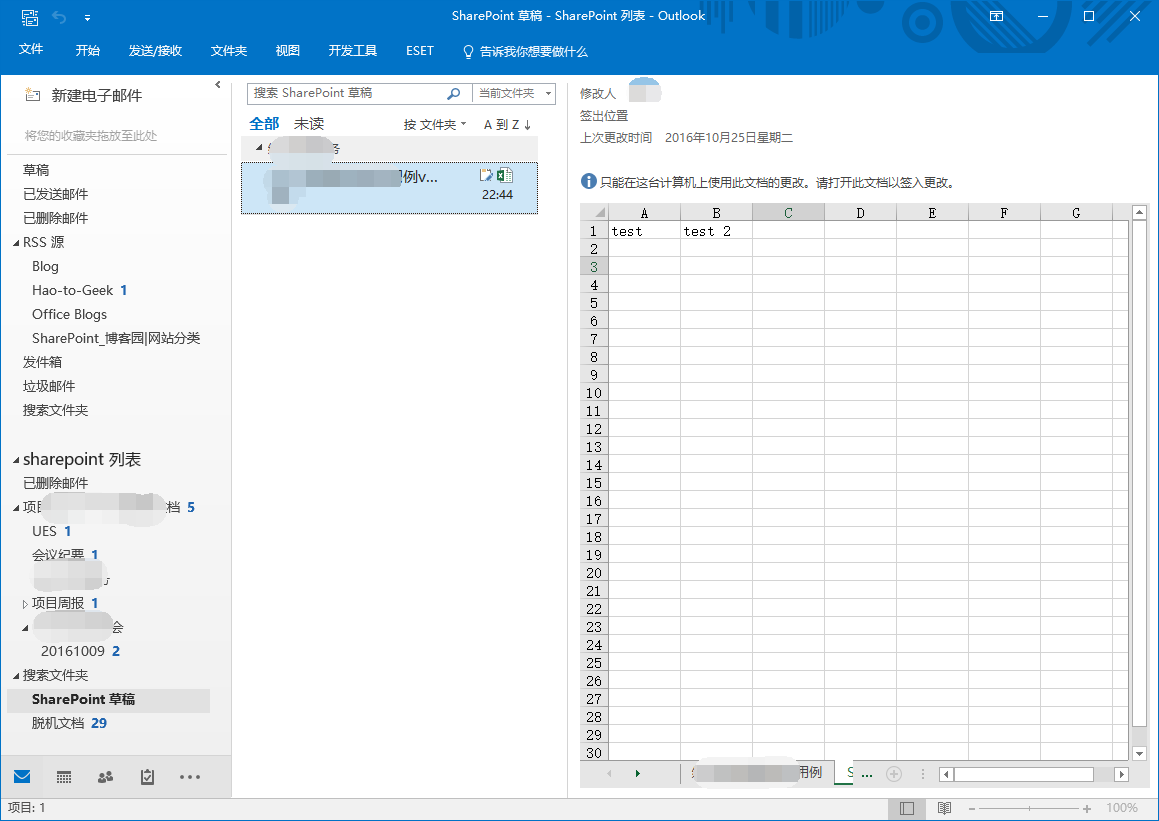 SharePoint 草稿 - SharePoint 列表 - Outlook
文件 开始 发送/接收 文件夹 视图 开发工具 ESET 告诉我你想要做什么
新建电子邮件
将您的收藏夹拖放至此处
草稿
已发送邮件
已删除邮件
RSS 源
Blog
Hao-to-Geek 1
Office Blogs
SharePoint_博客园|网站分类
发件箱
垃圾邮件
搜索文件夹
sharepoint 列表
已删除邮件
项目 档 5
UES 1
会议纪要 1
项目周报 1
会
20161009 2
搜索文件夹
SharePoint 草稿
脱机文档 29
项目: 1
搜索 SharePoint 草稿 当前文件夹
全部 未读 按 文件夹 A 到 Z ↓
务
例v...
22:44
修改人
签出位置
上次更改时间 2016年10月25日星期二
只能在这台计算机上使用此文档的更改。请打开此文档以签入更改。
A B C D E F G
1 test test 2
2
3
4
5
6
7
8
9
10
11
12
13
14
15
16
17
18
19
20
21
22
23
24
25
26
27
28
29
30
用例 S ...
100%